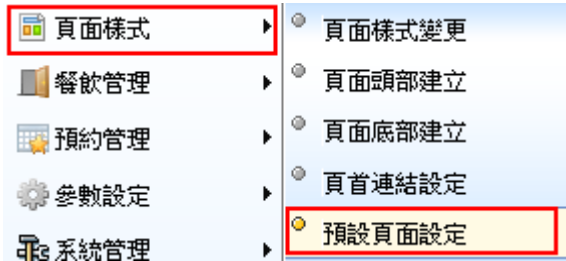 頁面樣式
餐飲管理
預約管理
參數設定
系統管理
頁面樣式變更
頁面頭部建立
頁面底部建立
頁首連結設定
預設頁面設定